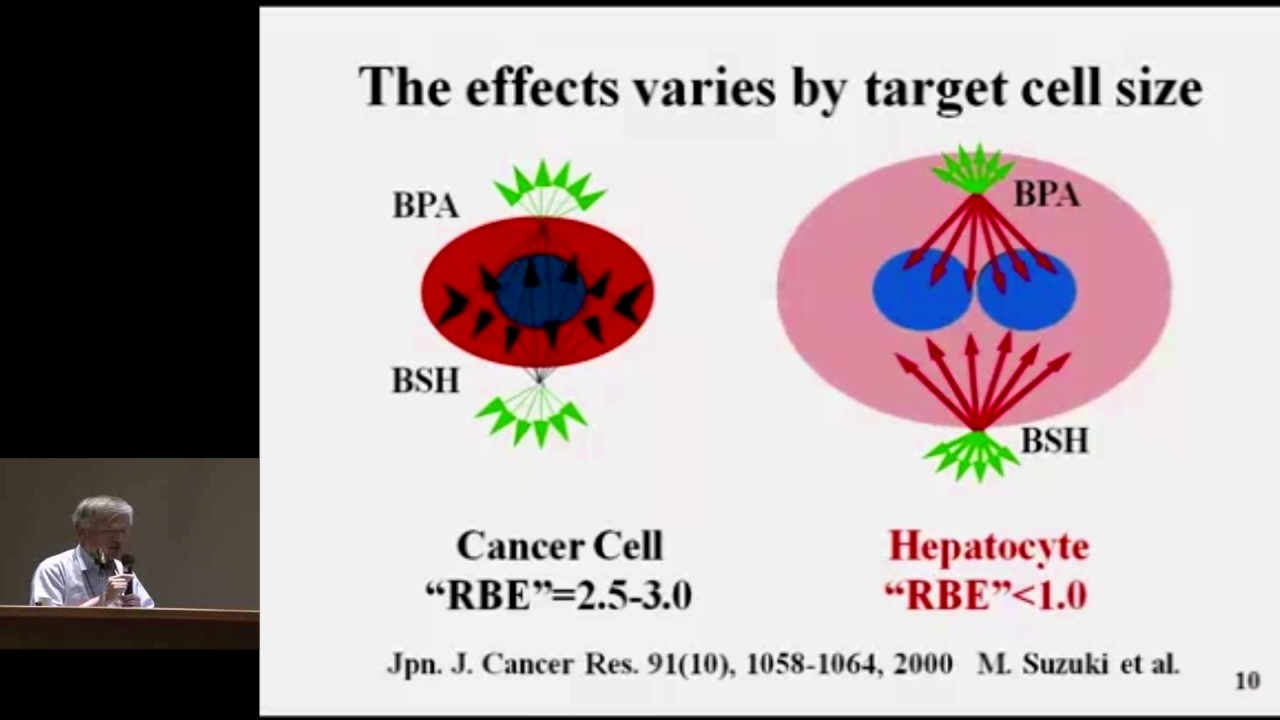 The effects varies by target cell size
BPA
BSH
BPA
BSH
Cancer Cell
“RBE”=2.5-3.0
Hepatocyte
“RBE”<1.0
Jpn. J. Cancer Res. 91(10), 1058-1064, 2000 M. Suzuki et al.
10